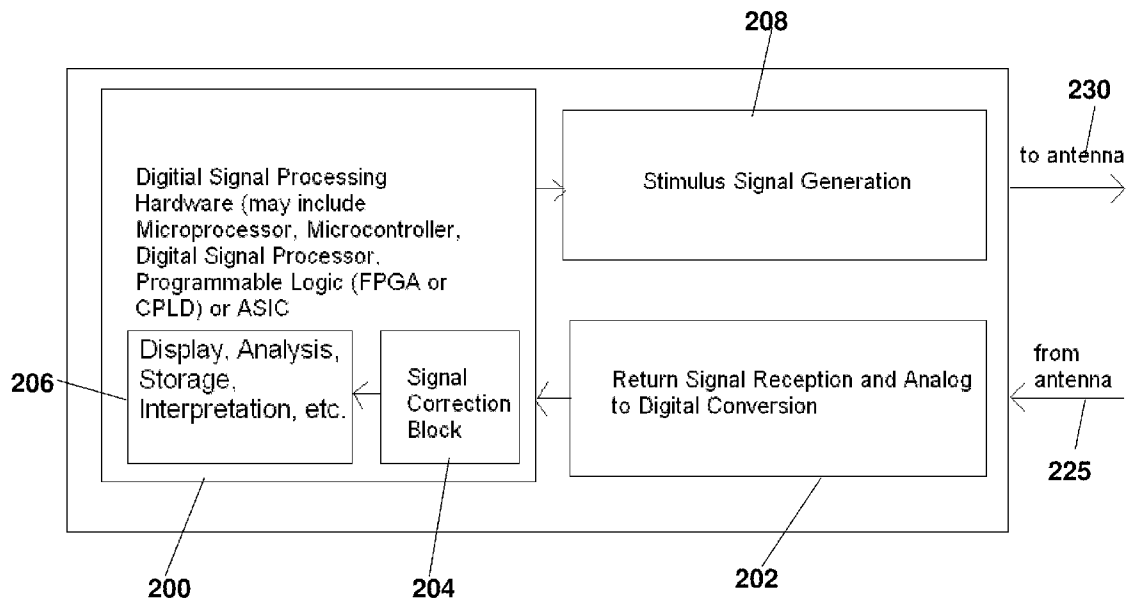 208
230
to antenna
Digitial Signal Processing
Hardware (may include
Microprocessor, Microcontroller,
Digital Signal Processor,
Programmable Logic (FPGA or
CPLD) or ASIC
Stimulus Signal Generation
206
Display, Analysis,
Storage,
Interpretation, etc.
Signal
Correction
Block
Return Signal Reception and Analog
to Digital Conversion
from
antenna
225
200
204
202